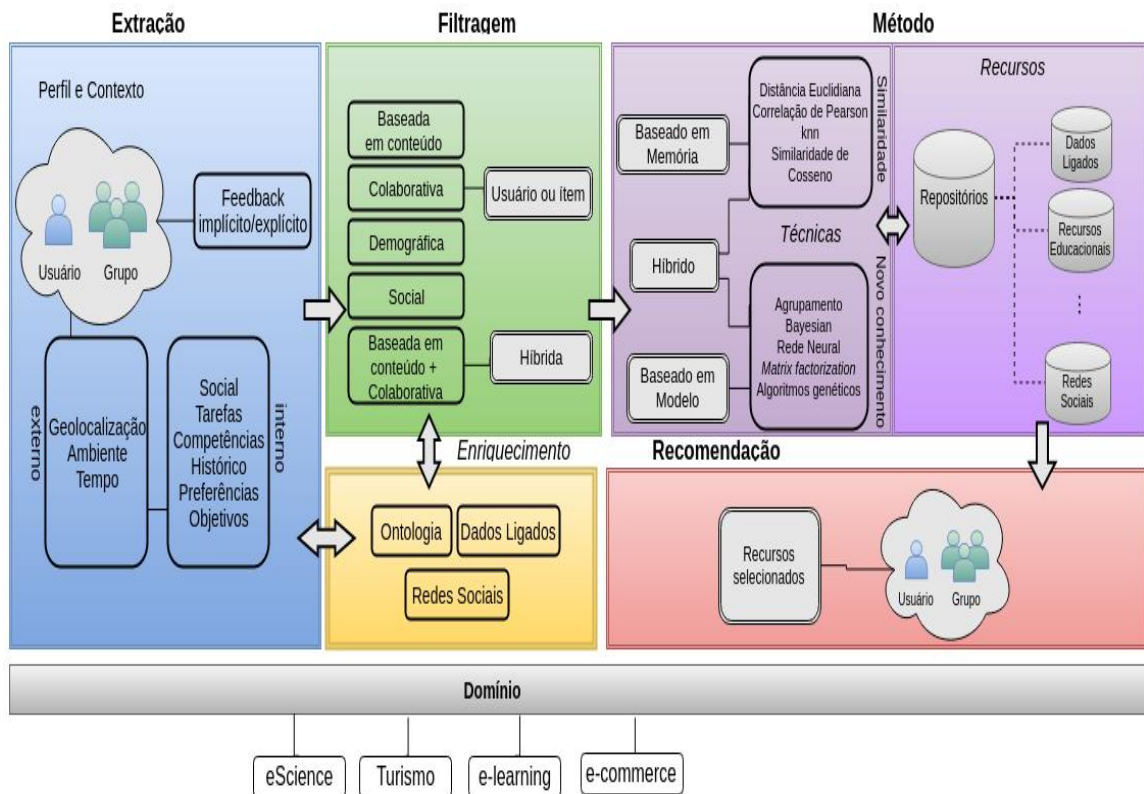 Extração
Filtragem
Método
Perfil e Contexto
Usuário
Grupo
Feedback
implícito/explícito
externo
Geolocalização
Ambiente
Tempo
Social
Tarefas
Competências
Histórico
Preferências
Objetivos
interno
Baseada
em conteúdo
Colaborativa
Usuário ou ítem
Demográfica
Social
Baseada em
conteúdo +
Colaborativa
Híbrida
Enriquecimento
Ontologia
Dados Ligados
Redes Sociais
Baseado em
Memória
Híbrido
Baseado em
Modelo
Distância Euclidiana
Correlação de Pearson
knn
Similaridade de
Cosseno
Técnicas
Agrupamento
Bayesian
Rede Neural
Matrix factorization
Algoritmos genéticos
Similaridade
Novo conhecimento
Recursos
Repositórios
Dados
Ligados
Recursos
Educacionais
Redes
Sociais
Recomendação
Recursos
selecionados
Usuário
Grupo
Domínio
eScience
Turismo
e-learning
e-commerce